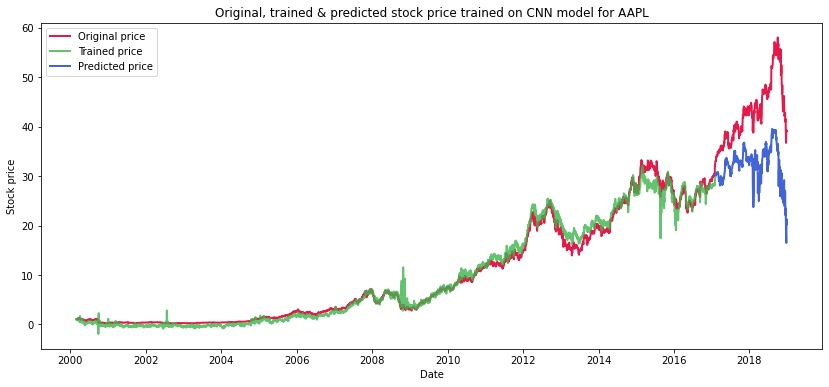 Original, trained & predicted stock price trained on CNN model for AAPL
Original price
Trained price
Predicted price
60
50
40
30
20
10
0
Stock price
2000 2002 2004 2006 2008 2010 2012 2014 2016 2018
Date